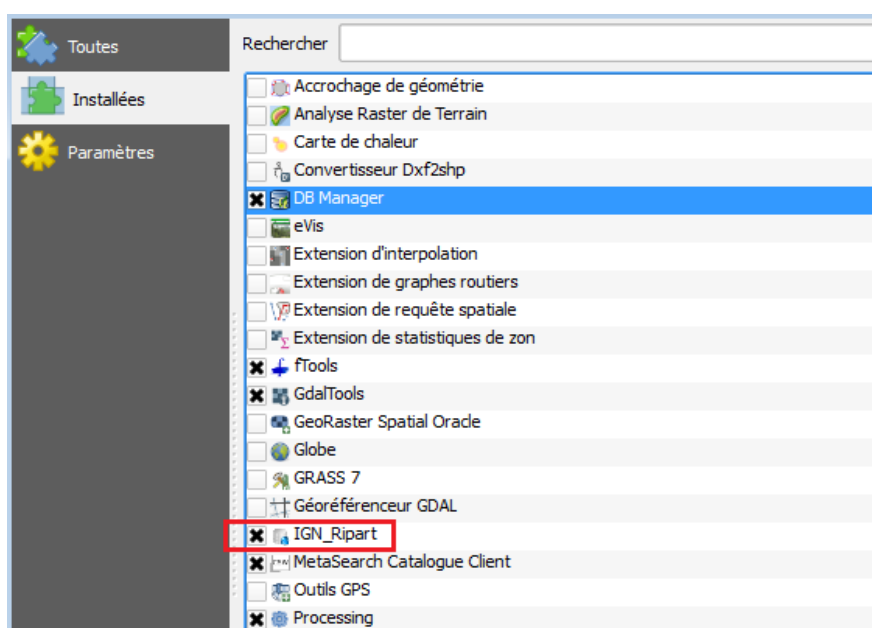 Toutes
Installées
Paramètres
Rechercher
Accrochage de géométrie
Analyse Raster de Terrain
Carte de chaleur
Convertisseur Dxf2shp
DB Manager
eVis
Extension d'interpolation
Extension de graphes routiers
Extension de requête spatiale
Extension de statistiques de zon
fTools
GdalTools
GeoRaster Spatial Oracle
Globe
GRASS 7
Géoréférenceur GDAL
IGN_Ripart
MetaSearch Catalogue Client
Outils GPS
Processing